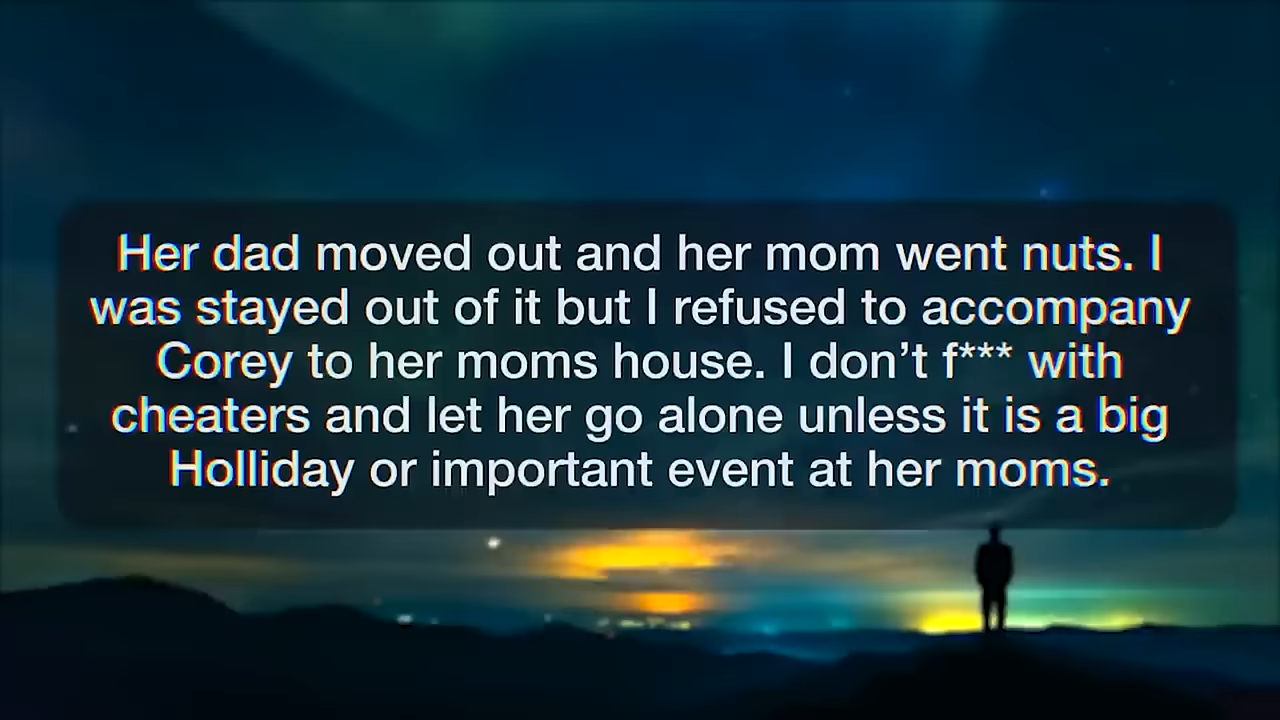 Her dad moved out and her mom went nuts. I
was stayed out of it but I refused to accompany
Corey to her moms house. I don’t f*** with
cheaters and let her go alone unless it is a big
Holliday or important event at her moms.